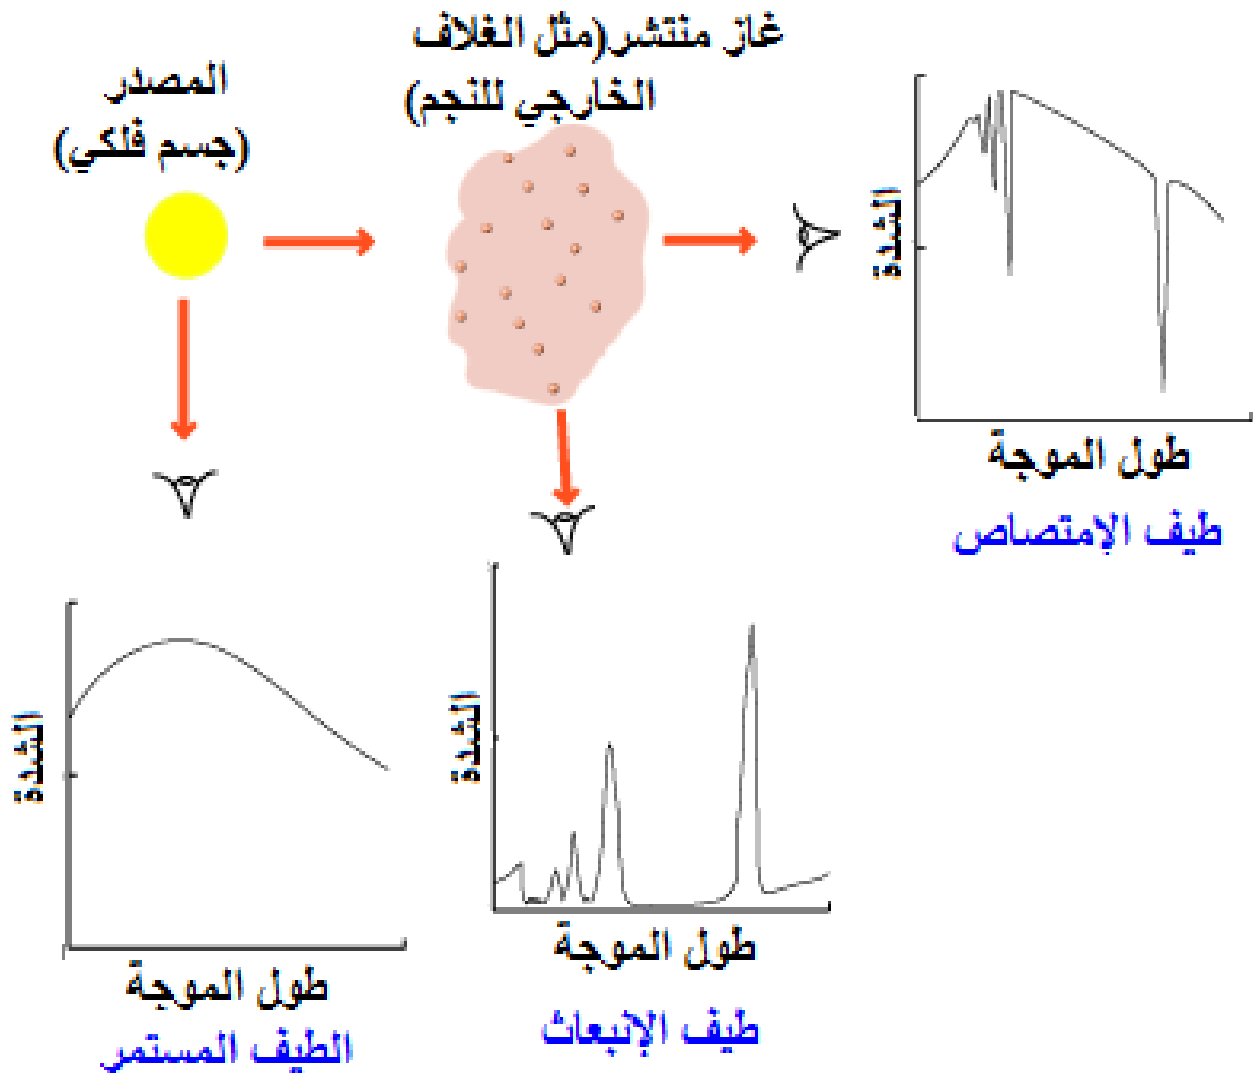 غاز منتشر(مثل الغلاف
الخارجي للنجم)
المصدر
(جسم فلكي)
الشدة
طول الموجة
طيف الإمتصاص
الشدة
طول الموجة
طيف الإنبعاث
الشدة
طول الموجة
الطيف المستمر